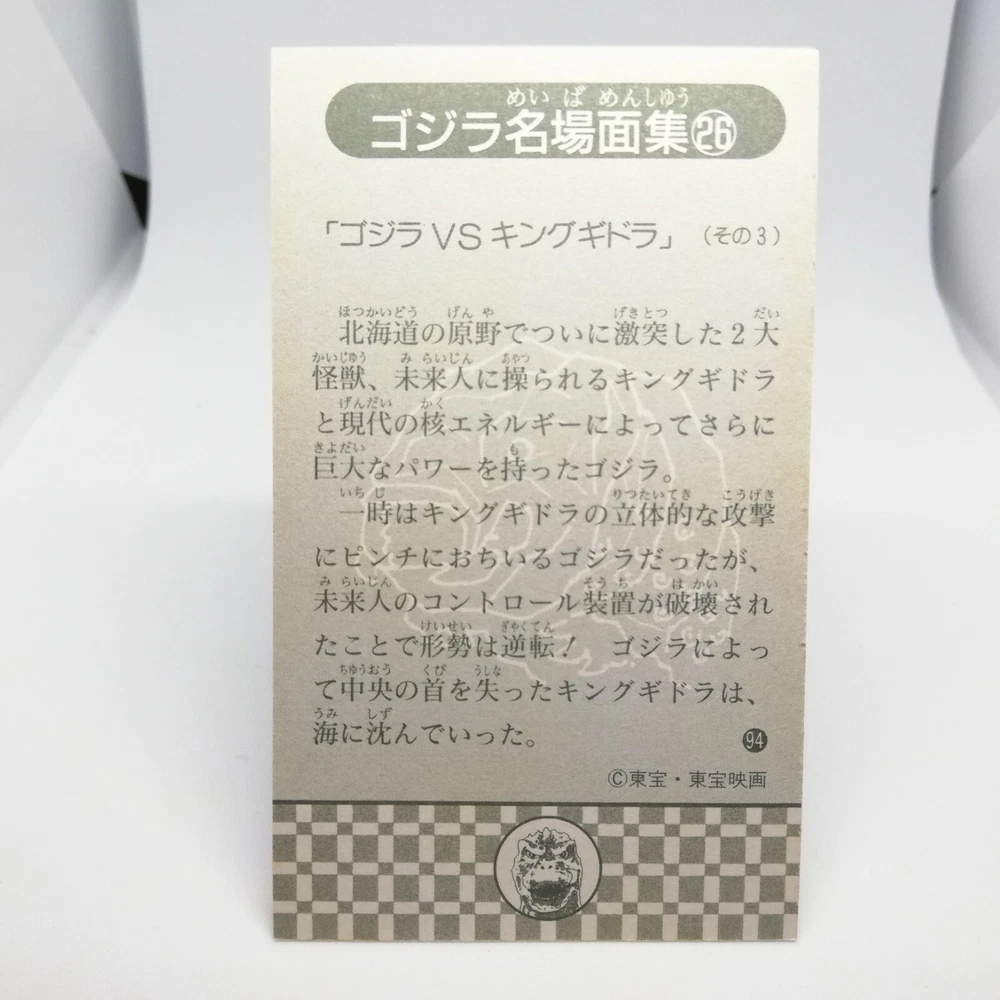 めいばめんしゅう
ゴジラ名場面集㉖
「ゴジラVSキングギドラ」（その3）
ほつかいどう げんや げきとつ だい
北海道の原野でついに激突した2大
かいじゅう みらいじん あやつ
怪獣、未来人に操られるキングギドラ
げんだい かく
と現代の核エネルギーによってさらに
きよだい も
巨大なパワーを持ったゴジラ。
いちじ りつたいてき こうげき
一時はキングギドラの立体的な攻撃
にピンチにおちいるゴジラだったが、
みらいじん そうち はかい
未来人のコントロール装置が破壊され
けいせい ぎゃくてん
たことで形勢は逆転！ ゴジラによっ
ちゅうおう くび うしな
て中央の首を失ったキングギドラは、
うみ しず
海に沈んでいった。
94
©東宝・東宝映画